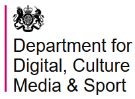 Department for
Digital, Culture
Media & Sport